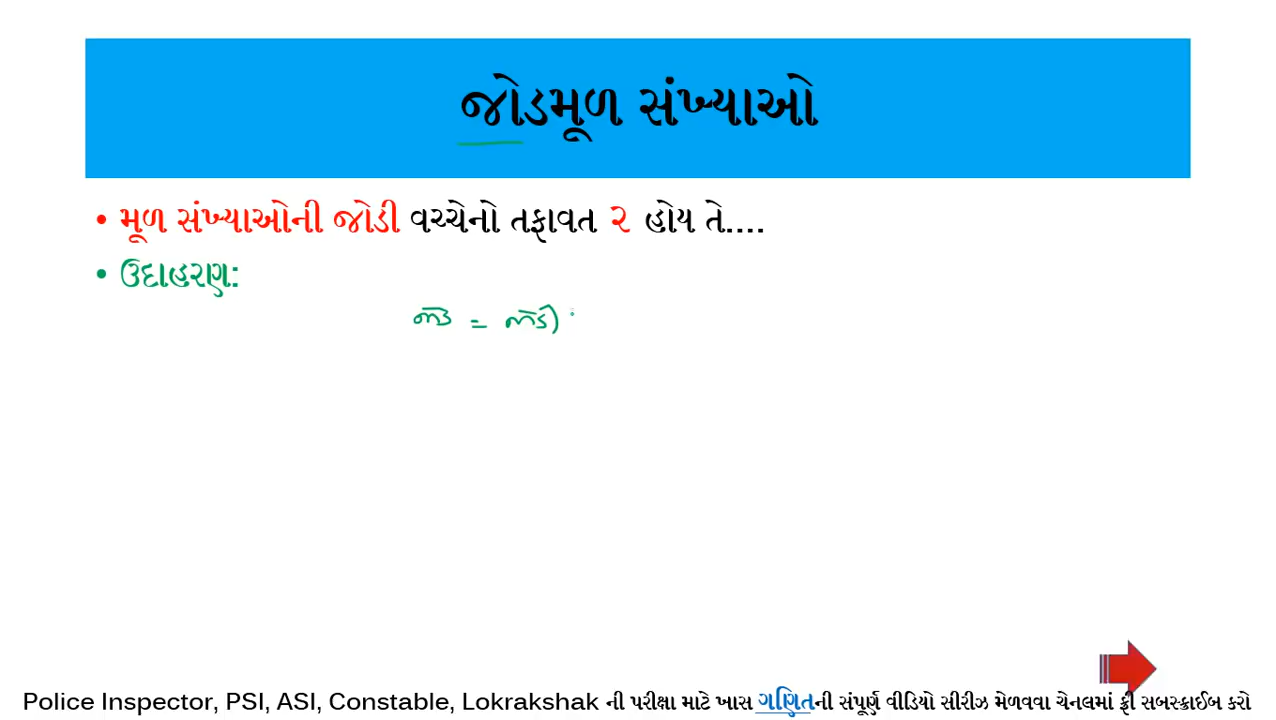 જોડમૂળ સંખ્યાઓ
• મૂળ સંખ્યાઓની જોડી વચ્ચેનો તફાવત ૨ હોય તે....
• ઉદાહરણ:
Police Inspector, PSI, ASI, Constable, Lokrakshak ની પરીક્ષા માટે ખાસ ગણિતની સંપૂર્ણ વીડિયો સીરીઝ મેળવવા ચેનલમાં ફ્રી સબસ્ક્રાઈબ કરો